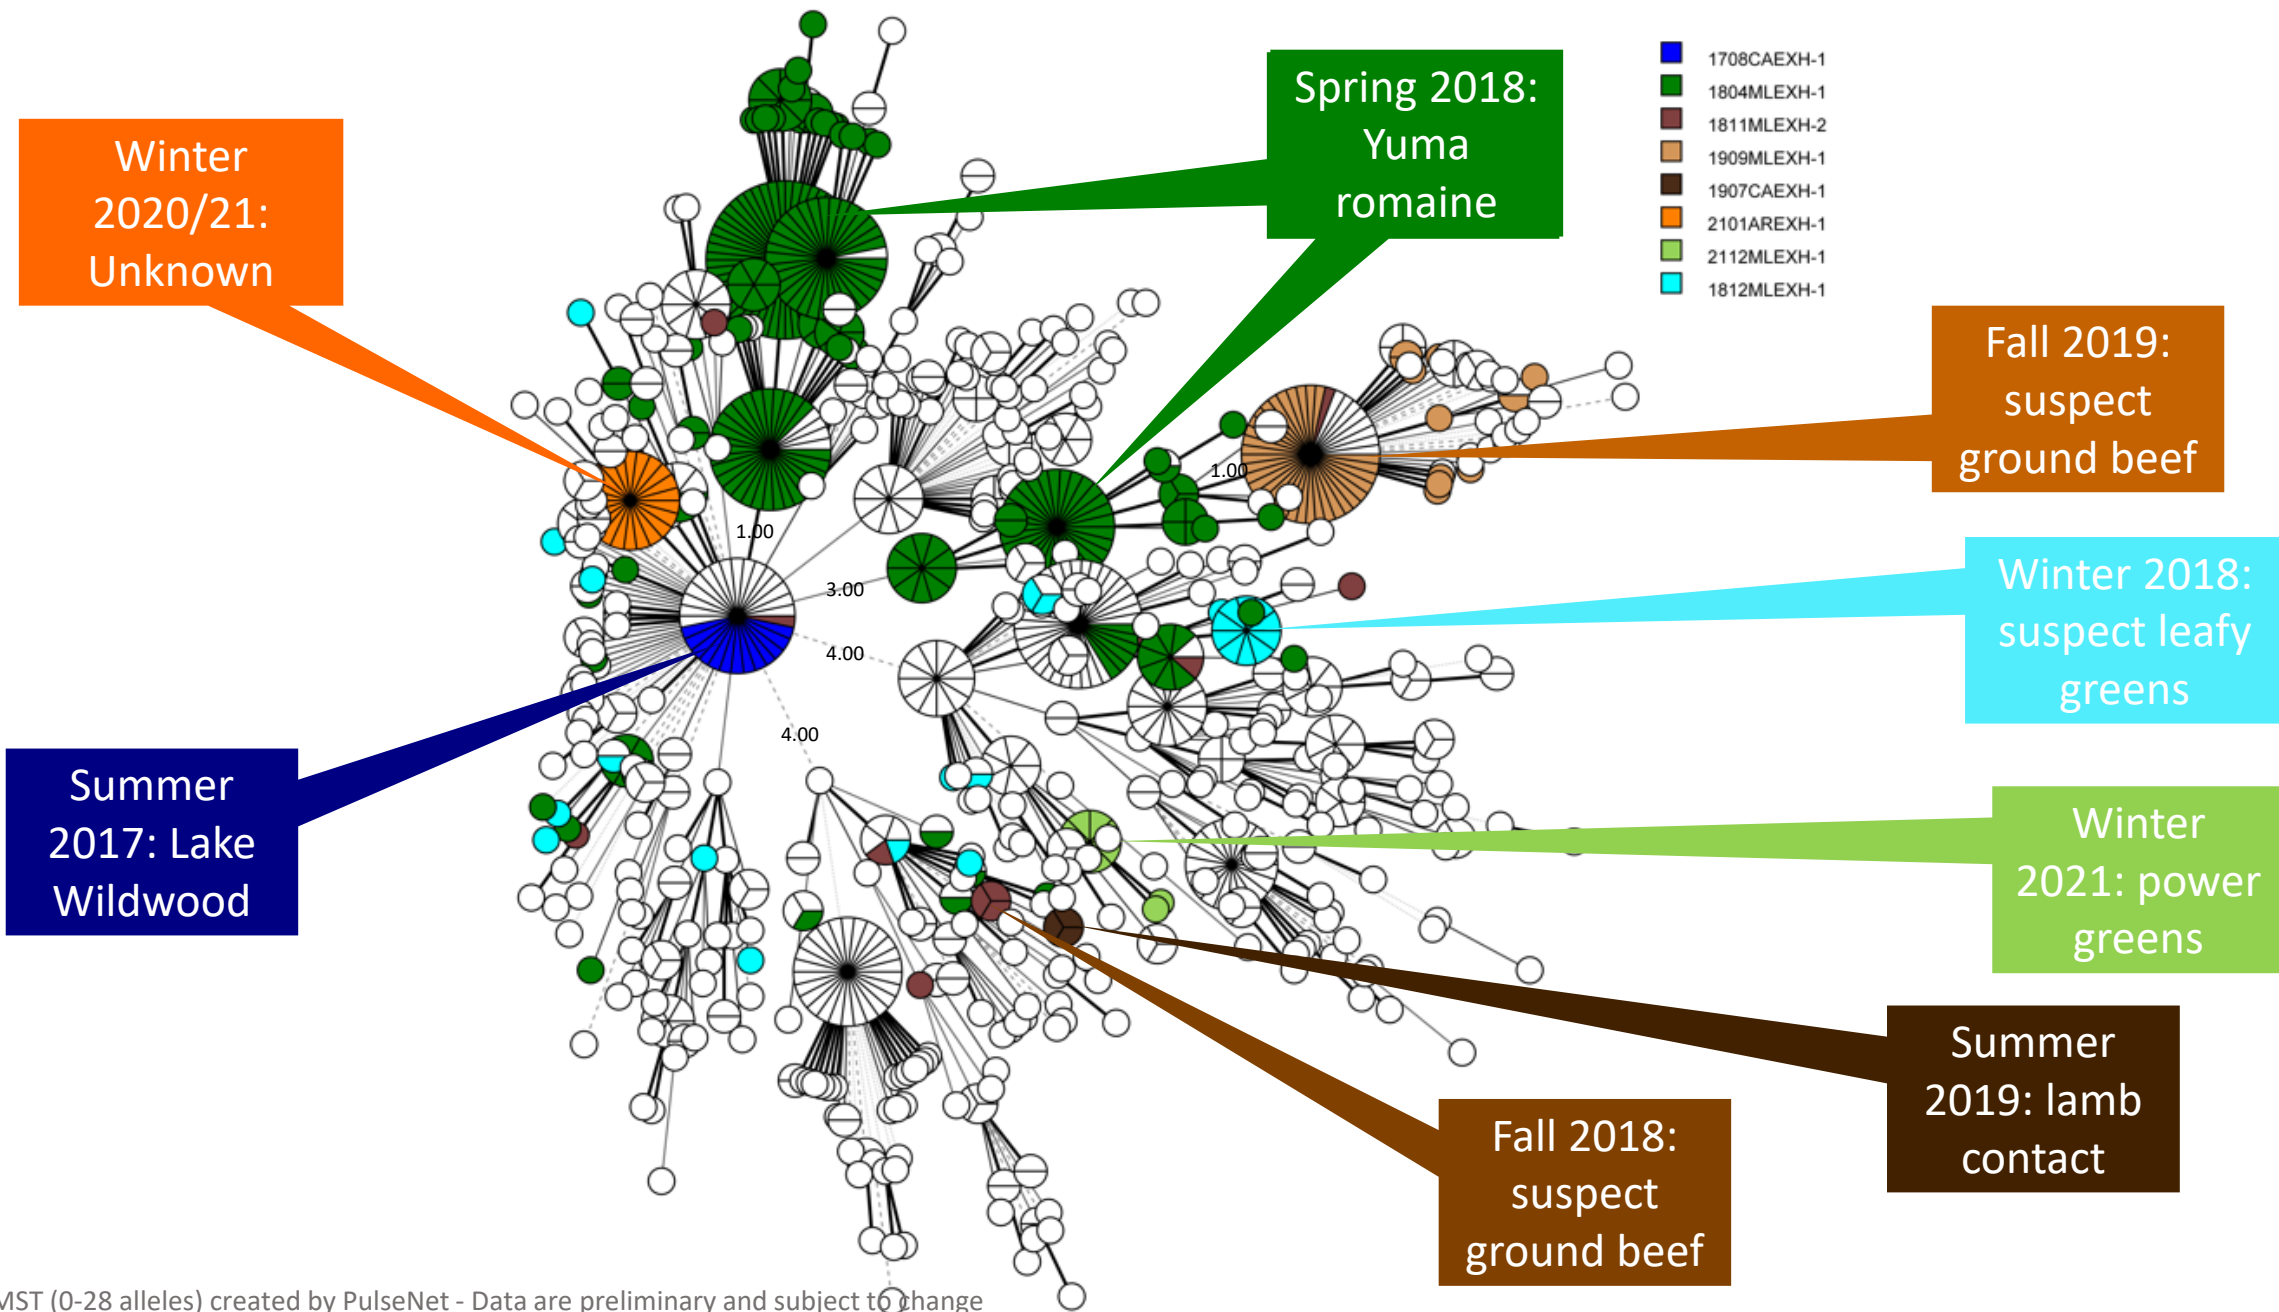 Winter
2020/21:
Unknown
Spring 2018:
Yuma
romaine
1708CAEXH-1
1804MLEXH-1
1811MLEXH-2
1909MLEXH-1
1907CAEXH-1
2101AREXH-1
2112MLEXH-1
1812MLEXH-1
Fall 2019:
suspect
ground beef
Winter 2018:
suspect leafy
greens
Summer
2017: Lake
Wildwood
Winter
2021: power
greens
Summer
2019: lamb
contact
Fall 2018:
suspect
ground beef
1.00
1.00
3.00
4.00
4.00
MST (0-28 alleles) created by PulseNet - Data are preliminary and subject to change